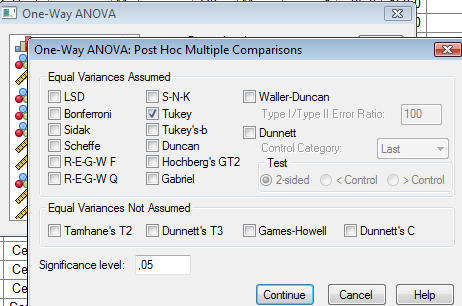 One-Way ANOVA
One-Way ANOVA: Post Hoc Multiple Comparisons
Equal Variances Assumed
LSD S-N-K Waller-Duncan
Bonferroni Tukey Type I/Type II Error Ratio: 100
Sidak Tukey's-b Dunnett
Scheffe Duncan Control Category: Last
R-E-G-W F Hochberg's GT2 Test
R-E-G-W Q Gabriel 2-sided < Control > Control
Equal Variances Not Assumed
Tamhane's T2 Dunnett's T3 Games-Howell Dunnett's C
Significance level: ,05
Continue Cancel Help